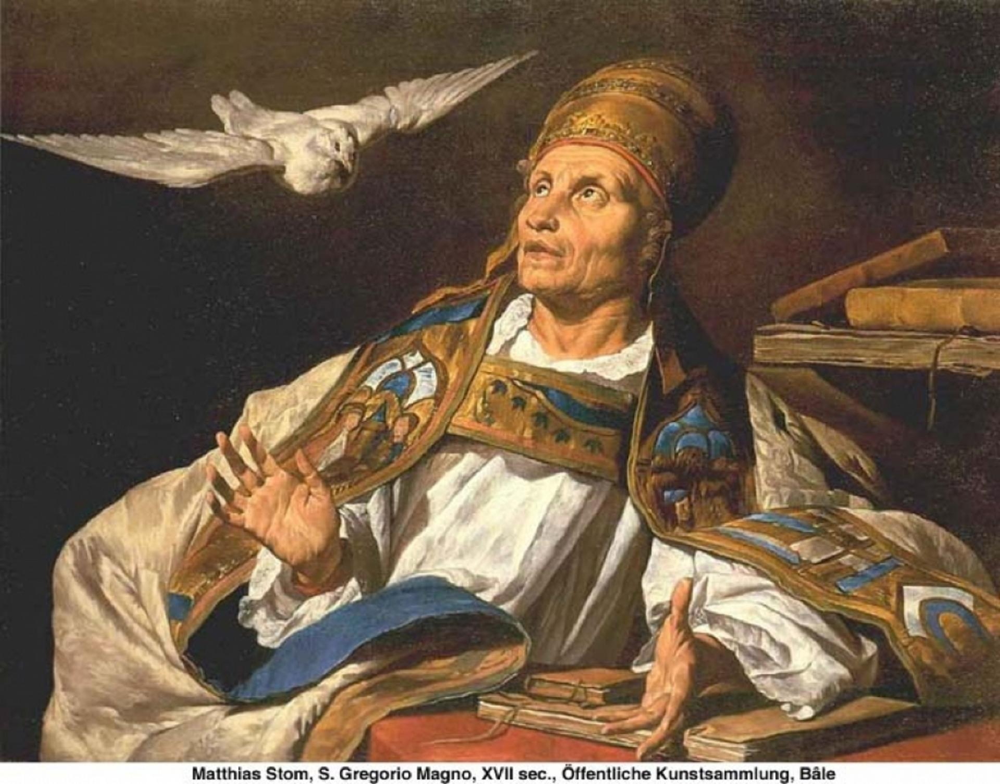 Matthias Stom, S. Gregorio Magno, XVII sec., Öffentliche Kunstsammlung, Bâle